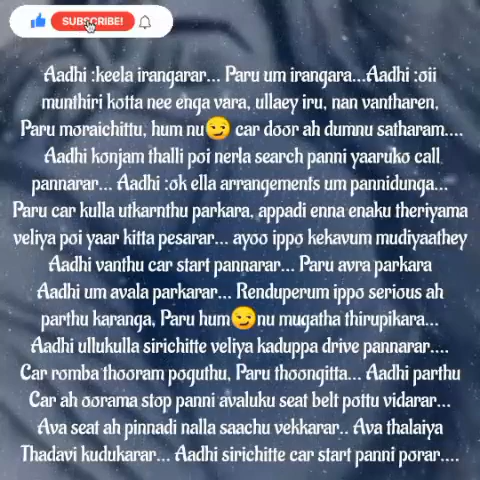 SUBSCRIBE!
Aadhi :keela irangarar... Paru um irangara...Aadhi :oii
munthiri kotta nee enga vara, ullaey iru, nan vantharen,
Paru moraichittu, hum nu😏 car door ah dumnu satharam....
Aadhi konjam thalli poi nerla search panni yaaruko call
pannarar... Aadhi :ok ella arrangements um pannidunga...
Paru car kulla utkarnthu parkara, appadi enna enaku theriyama
veliya poi yaar kitta pesarar... ayoo ippo kekavum mudiyaathey
Aadhi vanthu car start pannarar... Paru avra parkara
Aadhi um avala parkarar... Renduperum ippo serious ah
parthu karanga, Paru hum😏nu mugatha thirupikara...
Aadhi ullukulla sirichitte veliya kaduppa drive pannarar....
Car romba thooram poguthu, Paru thoongitta... Aadhi parthu
Car ah oorama stop panni avaluku seat belt pottu vidarar...
Ava seat ah pinnadi nalla saachu vekkarar.. Ava thalaiya
Thadavi kudukarar... Aadhi sirichitte car start panni porar....